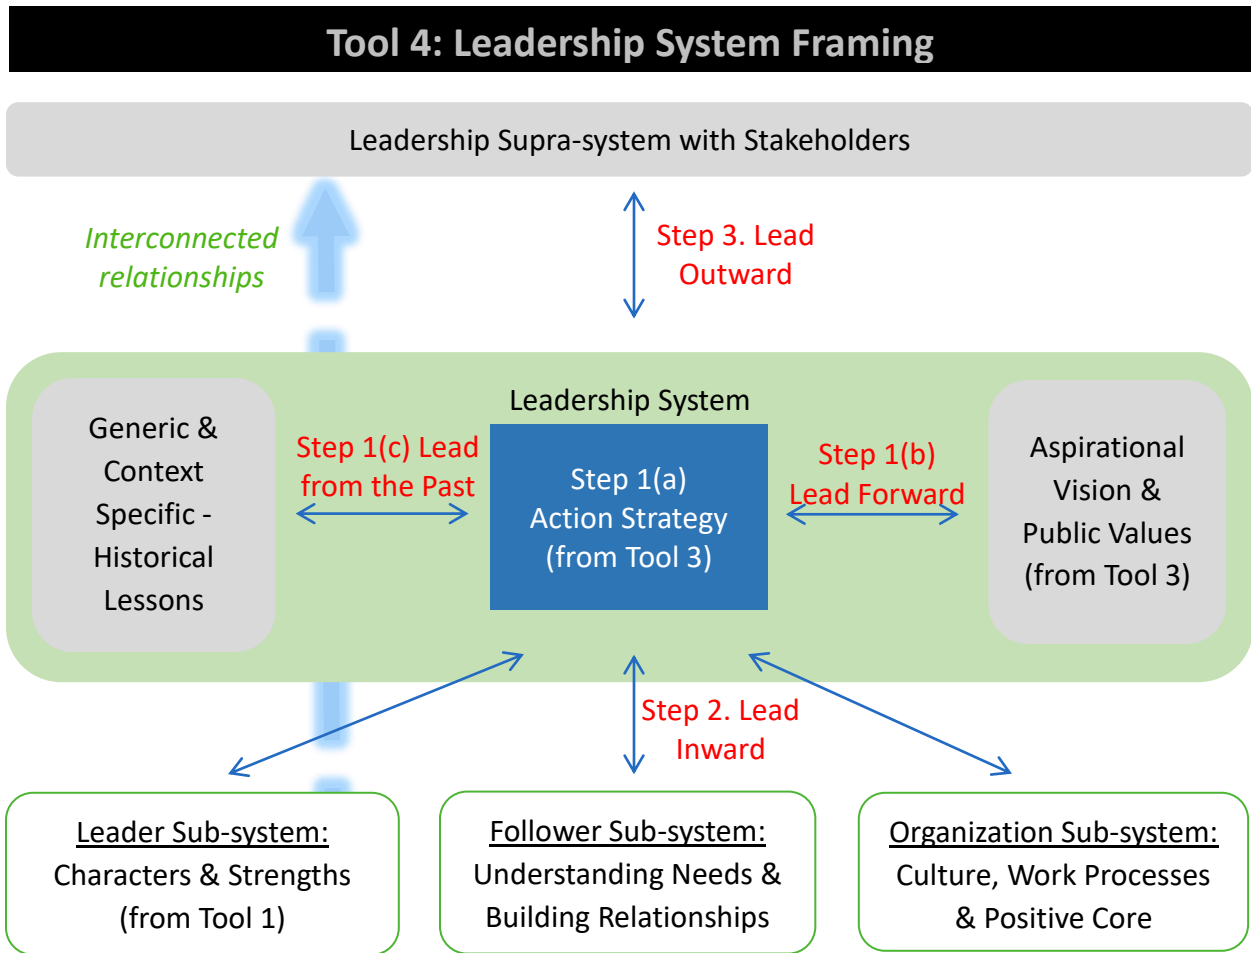 Tool 4: Leadership System Framing
Leadership Supra-system with Stakeholders
Interconnected
relationships
Step 3. Lead
Outward
Leadership System
Generic &
Context
Specific -
Historical
Lessons
Step 1(c) Lead
from the Past
Step 1(a)
Action Strategy
(from Tool 3)
Step 1(b)
Lead Forward
Aspirational
Vision &
Public Values
(from Tool 3)
Step 2. Lead
Inward
Leader Sub-system:
Characters & Strengths
(from Tool 1)
Follower Sub-system:
Understanding Needs &
Building Relationships
Organization Sub-system:
Culture, Work Processes
& Positive Core